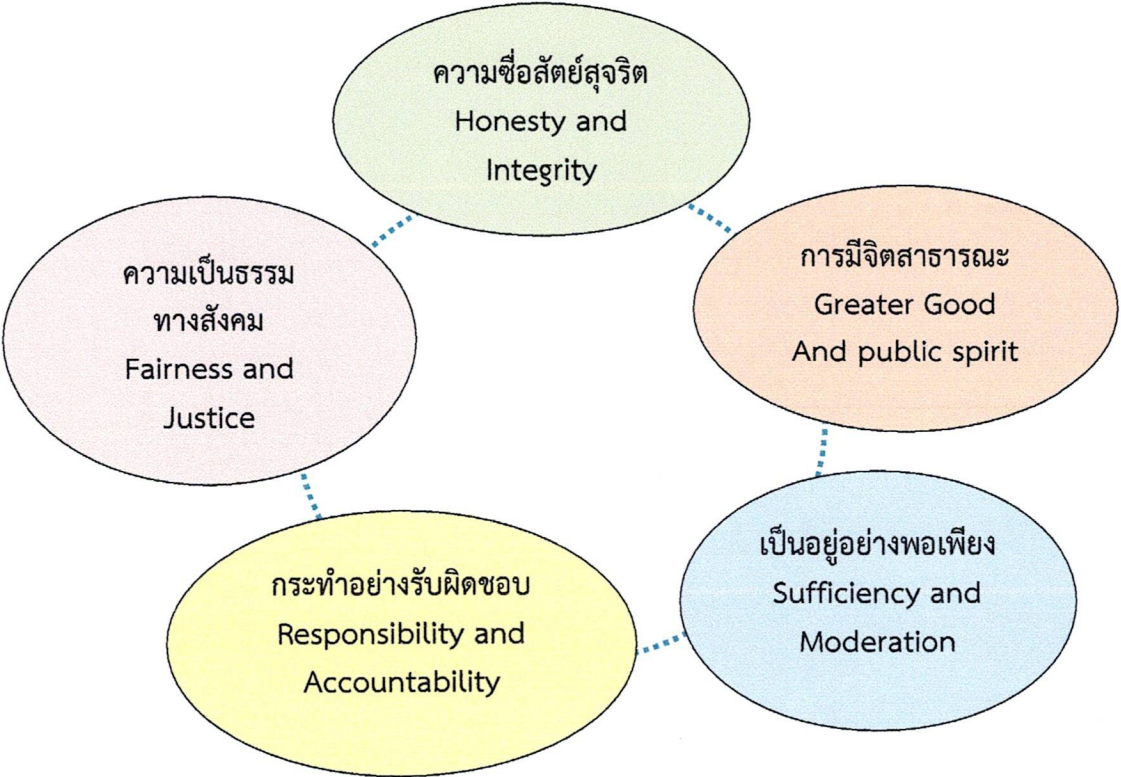 ความซื่อสัตย์สุจริต
Honesty and
Integrity
การมีจิตสาธารณะ
Greater Good
And public spirit
เป็นอยู่อย่างพอเพียง
Sufficiency and
Moderation
กระทำอย่างรับผิดชอบ
Responsibility and
Accountability
ความเป็นธรรม
ทางสังคม
Fairness and
Justice